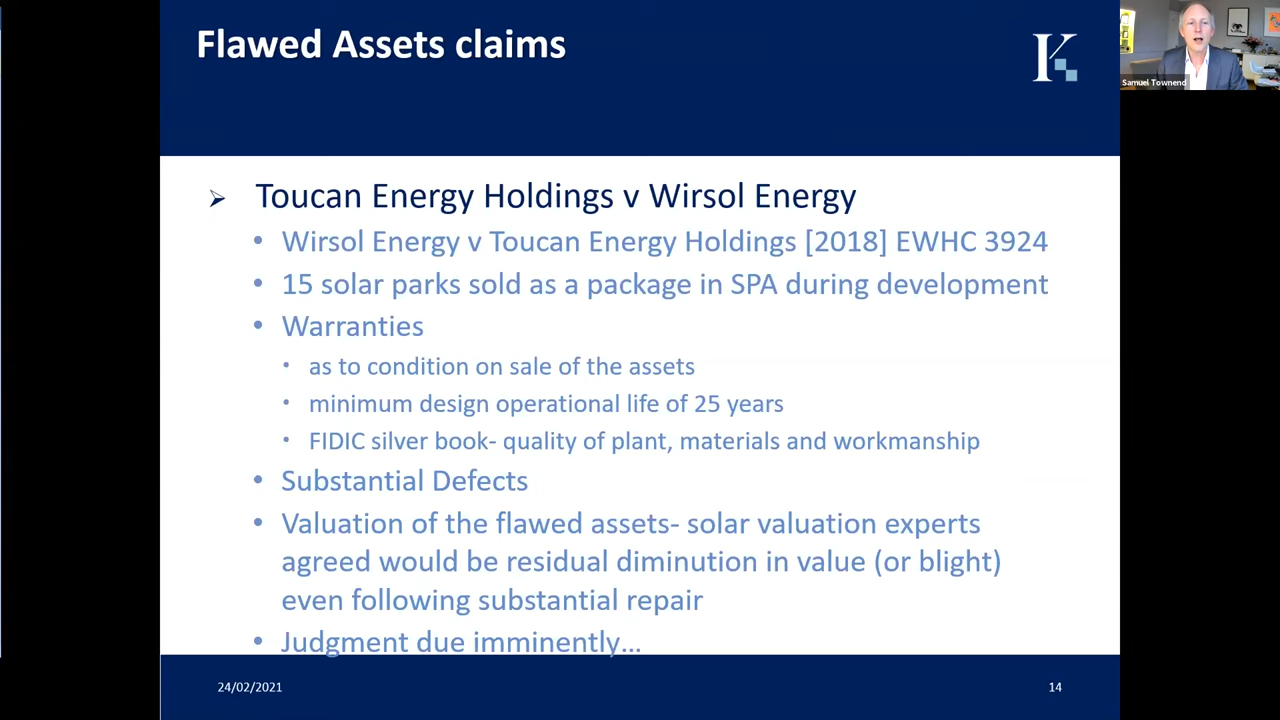 Flawed Assets claims
K
Samuel Townend
➢ Toucan Energy Holdings v Wirsol Energy
• Wirsol Energy v Toucan Energy Holdings [2018] EWHC 3924
• 15 solar parks sold as a package in SPA during development
• Warranties
• as to condition on sale of the assets
• minimum design operational life of 25 years
• FIDIC silver book- quality of plant, materials and workmanship
• Substantial Defects
• Valuation of the flawed assets- solar valuation experts
agreed would be residual diminution in value (or blight)
even following substantial repair
• Judgment due imminently…
24/02/2021
14